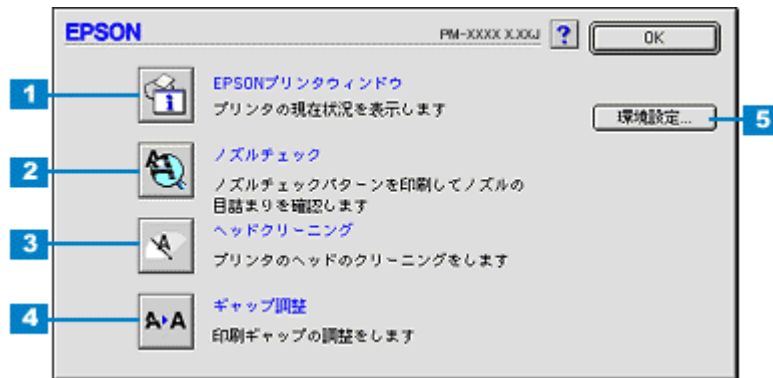 EPSON PM-XXXX X.XXJ ? OK
1 EPSONプリンタウィンドウ
プリンタの現在状況を表示します
環境設定... 5
2 ノズルチェック
ノズルチェックパターンを印刷してノズルの
目詰まりを確認します
3 ヘッドクリーニング
プリンタのヘッドのクリーニングをします
4 A A ギャップ調整
印刷ギャップの調整をします